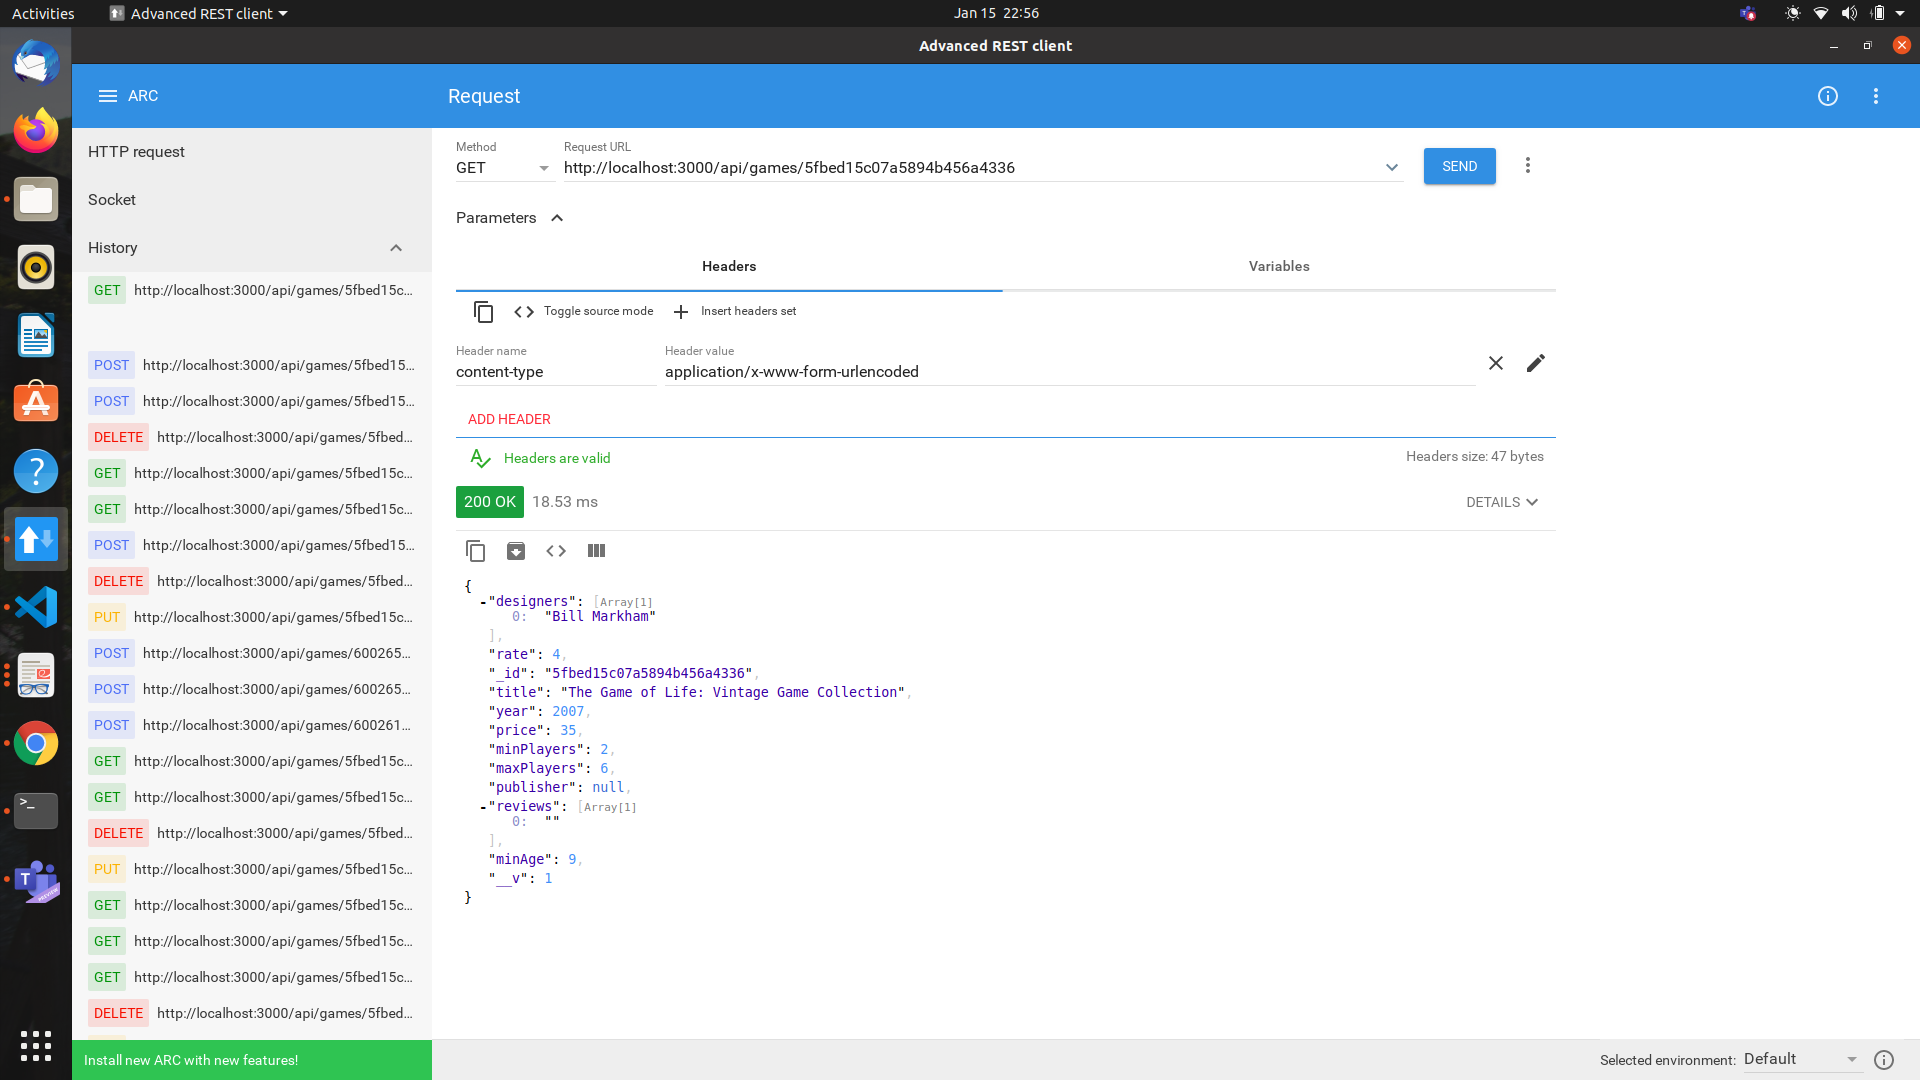 Activities
Advanced REST client
Jan 15 22:56
Advanced REST client
ARC
Request
HTTP request
Socket
History
GET http://localhost:3000/api/games/5fbed15c...
POST http://localhost:3000/api/games/5fbed15...
POST http://localhost:3000/api/games/5fbed15...
DELETE http://localhost:3000/api/games/5fbed...
GET http://localhost:3000/api/games/5fbed15c...
GET http://localhost:3000/api/games/5fbed15c...
POST http://localhost:3000/api/games/5fbed15...
DELETE http://localhost:3000/api/games/5fbed...
PUT http://localhost:3000/api/games/5fbed15c...
POST http://localhost:3000/api/games/600265...
POST http://localhost:3000/api/games/600265...
POST http://localhost:3000/api/games/600261...
GET http://localhost:3000/api/games/5fbed15c...
GET http://localhost:3000/api/games/5fbed15c...
DELETE http://localhost:3000/api/games/5fbed...
PUT http://localhost:3000/api/games/5fbed15c...
GET http://localhost:3000/api/games/5fbed15c...
GET http://localhost:3000/api/games/5fbed15c...
GET http://localhost:3000/api/games/5fbed15c...
DELETE http://localhost:3000/api/games/5fbed...
Install new ARC with new features!
Method
GET
Request URL
http://localhost:3000/api/games/5fbed15c07a5894b456a4336
SEND
Parameters
Headers
Variables
Toggle source mode
Insert headers set
Header name
content-type
Header value
application/x-www-form-urlencoded
ADD HEADER
Headers are valid
Headers size: 47 bytes
200 OK 18.53 ms
DETAILS
{
-"designers": [Array[1]
0: "Bill Markham"
],
"rate": 4,
"_id": "5fbed15c07a5894b456a4336",
"title": "The Game of Life: Vintage Game Collection",
"year": 2007,
"price": 35,
"minPlayers": 2,
"maxPlayers": 6,
"publisher": null,
-"reviews": [Array[1]
0: ""
],
"minAge": 9,
"__v": 1
}
Selected environment: Default